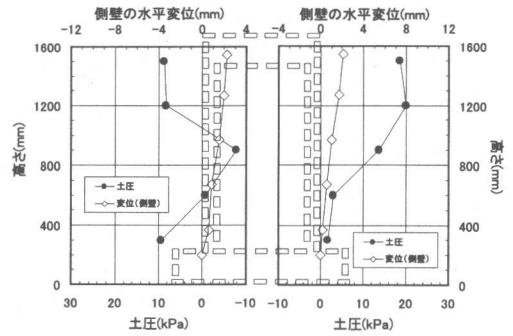 側壁の水平変位(mm) 側壁の水平変位(mm)
-12 -8 -4 0 4 -4 0 4 8 12
1600 1600
1200 1200
800 800
400 400
0 0
高さ(mm) 高さ(mm)
土圧 変位(側壁)
土圧 変位(側壁)
30 20 10 0 -10 -10 0 10 20 30
土圧(kPa) 土圧(kPa)